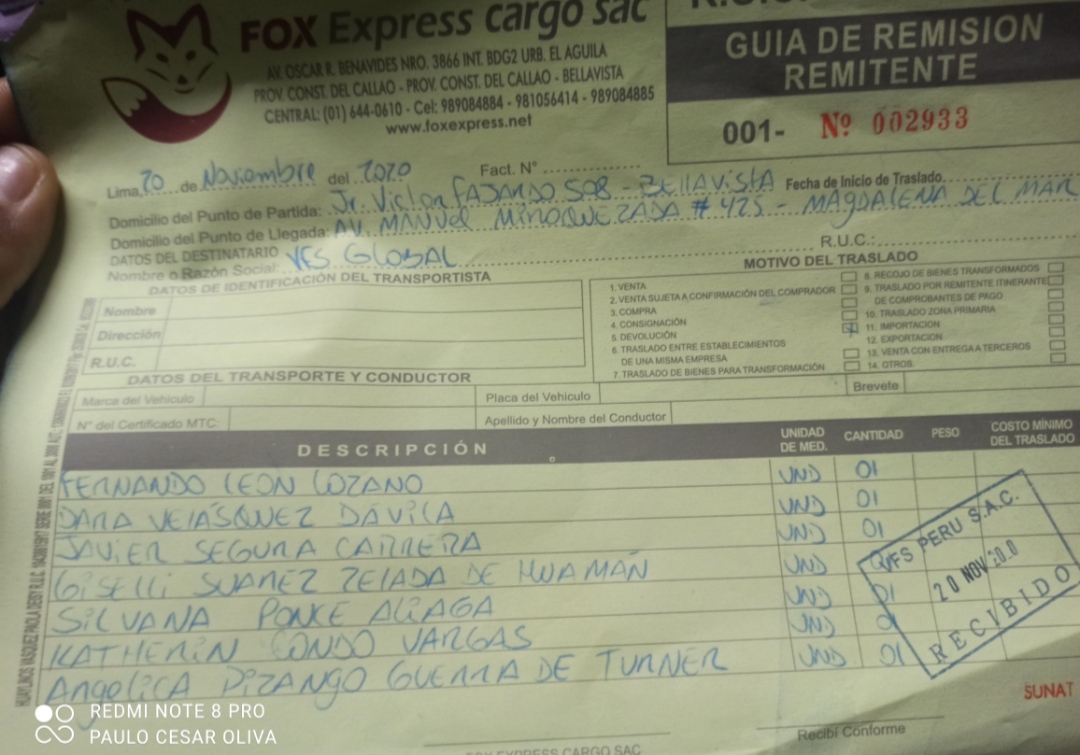 FOX Express cargo sac
AV. OSCAR R. BENAVIDES NRO. 3866 INT. BDG2 URB. EL AGUILA
PROV. CONST. DEL CALLAO - PROV. CONST. DEL CALLAO - BELLAVISTA
CENTRAL: (01) 644-0610 - Cel: 989084884 - 981056414 - 989084885
www.foxexpress.net
GUIA DE REMISION
REMITENTE
001- Nº 002933
Lima, 20 de Noviembre del 2020 Fact. N°
Domicilio del Punto de Partida: Jr. Victor FAJARDO 508 - BELLAVISTA Fecha de Inicio de Traslado
Domicilio del Punto de Llegada: AV. MANUEL # 425 - MAGDALENA DEL MAR
DATOS DEL DESTINATARIO
Nombre o Razón Social: VFS GLOBAL R.U.C.:
DATOS DE IDENTIFICACIÓN DEL TRANSPORTISTA
Nombre
Dirección
R.U.C.
MOTIVO DEL TRASLADO
1. VENTA
2. VENTA SUJETA A CONFIRMACIÓN DEL COMPRADOR
3. COMPRA
4. CONSIGNACIÓN
5. DEVOLUCIÓN
6. TRASLADO ENTRE ESTABLECIMIENTOS
DE UNA MISMA EMPRESA
7. TRASLADO DE BIENES PARA TRANSFORMACIÓN
8. RECOJO DE BIENES TRANSFORMADOS
9. TRASLADO POR REMITENTE ITINERANTE
DE COMPROBANTES DE PAGO
10. TRASLADO ZONA PRIMARIA
11. IMPORTACION
12. EXPORTACION
13. VENTA CON ENTREGA A TERCEROS
14. OTROS
DATOS DEL TRANSPORTE Y CONDUCTOR
Marca del Vehículo Placa del Vehículo Brevete
N° del Certificado MTC: Apellido y Nombre del Conductor
DESCRIPCIÓN UNIDAD DE MED. CANTIDAD PESO COSTO MÍNIMO DEL TRASLADO
FERNANDO LEON LOZANO UND 01
DARA VELÁSQUEZ DÁVILA UND 01
JAVIER SEGURA CARRERA UND 01
GISELLI SUAREZ ZELADA DE HUAMÁN UND
SILVANA PONCE ALIAGA UND 01
KATHERIN CONDO VARGAS UND 01
Angelica PIZANGO GUERRA DE TURNER UND 01
VFS PERU S.A.C.
20 NOV 20.0
RECIBIDO
SUNAT
Recibí Conforme
FOX EXPRESS CARGO SAC
REDMI NOTE 8 PRO
PAULO CESAR OLIVA